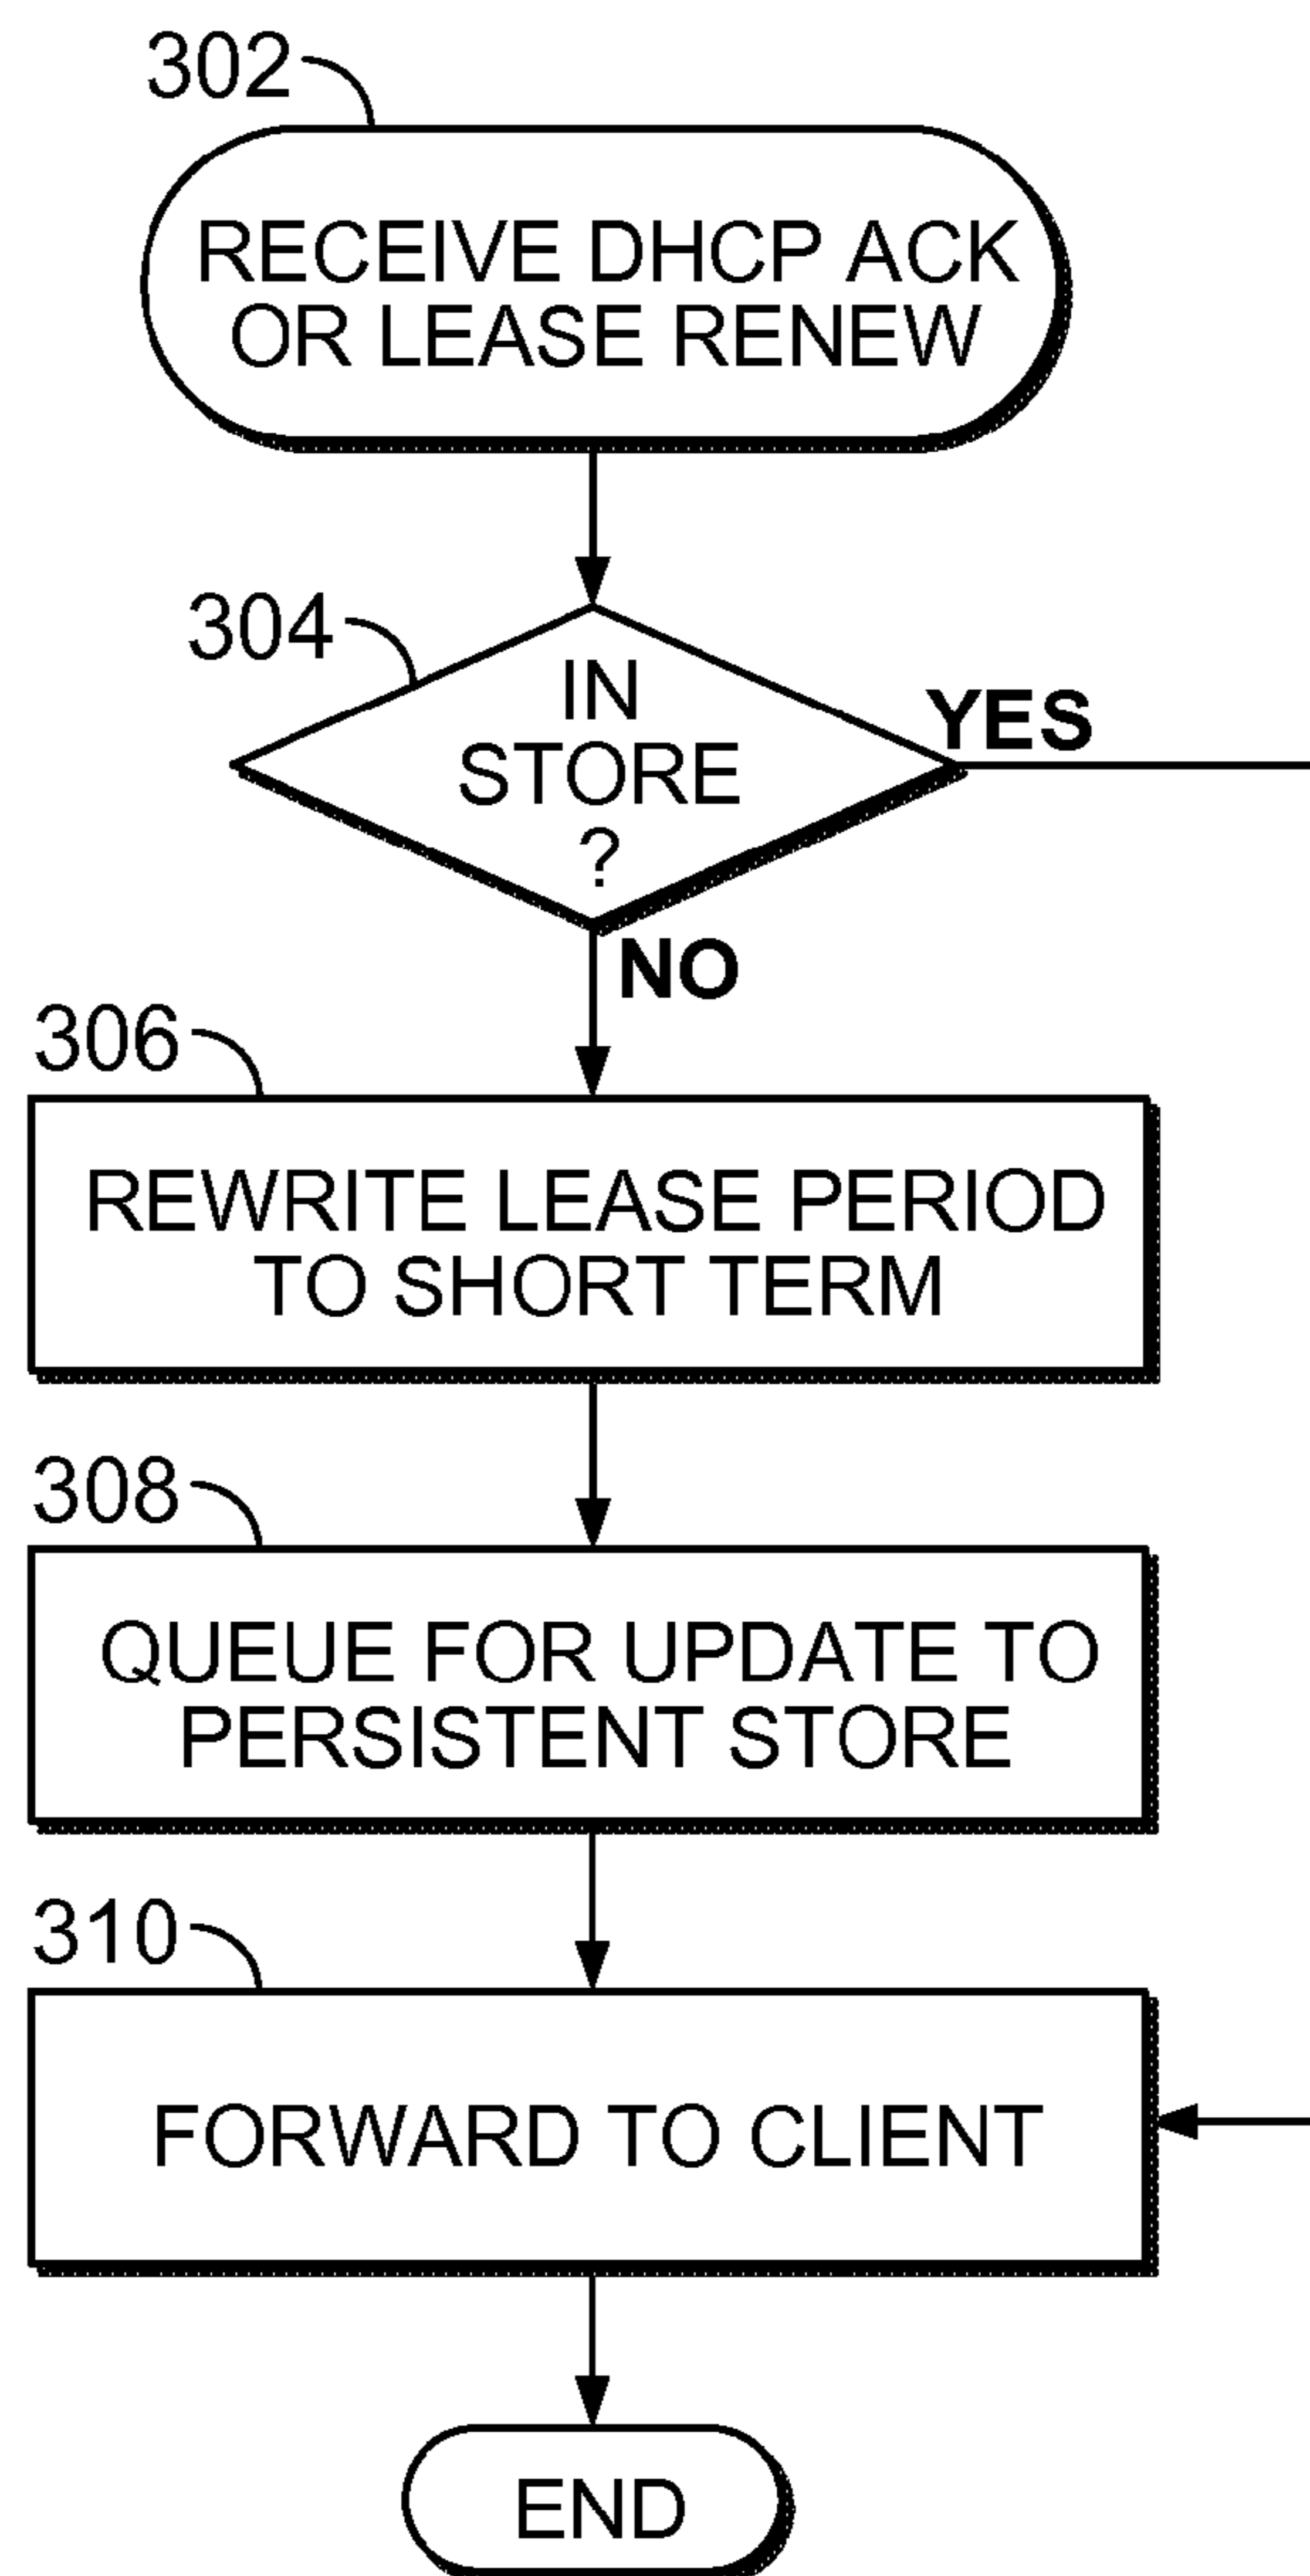 302
RECEIVE DHCP ACK
OR LEASE RENEW
304
IN
STORE
?
YES
NO
306
REWRITE LEASE PERIOD
TO SHORT TERM
308
QUEUE FOR UPDATE TO
PERSISTENT STORE
310
FORWARD TO CLIENT
END